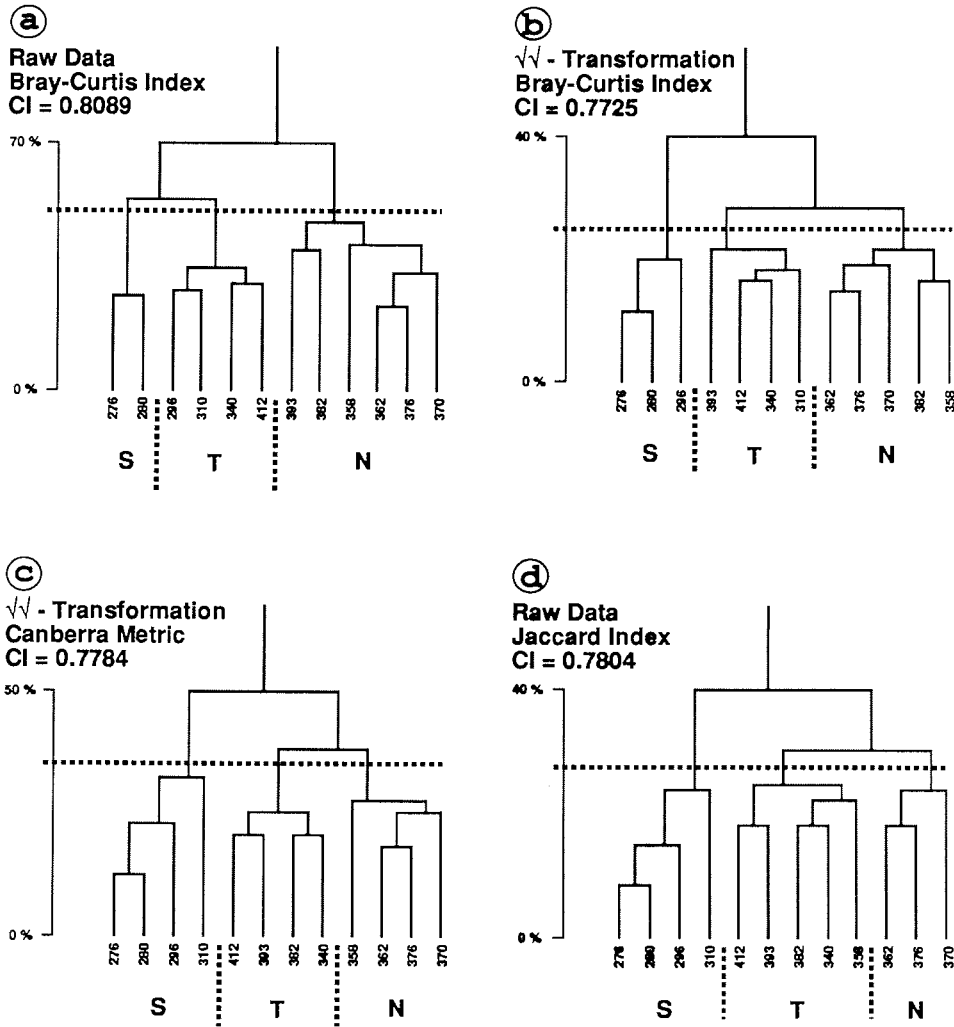 a
Raw Data
Bray-Curtis Index
CI = 0.8089
70 %
0 %
276 280 296 310 340 412 393 382 358 362 376 370
S T N
b
√√ - Transformation
Bray-Curtis Index
CI = 0.7725
40 %
0 %
276 280 296 393 412 340 310 362 376 370 382 358
S T N
c
√√ - Transformation
Canberra Metric
CI = 0.7784
50 %
0 %
276 280 296 310 412 393 382 340 358 362 376 370
S T N
d
Raw Data
Jaccard Index
CI = 0.7804
40 %
0 %
276 280 296 310 412 393 382 340 358 362 376 370
S T N